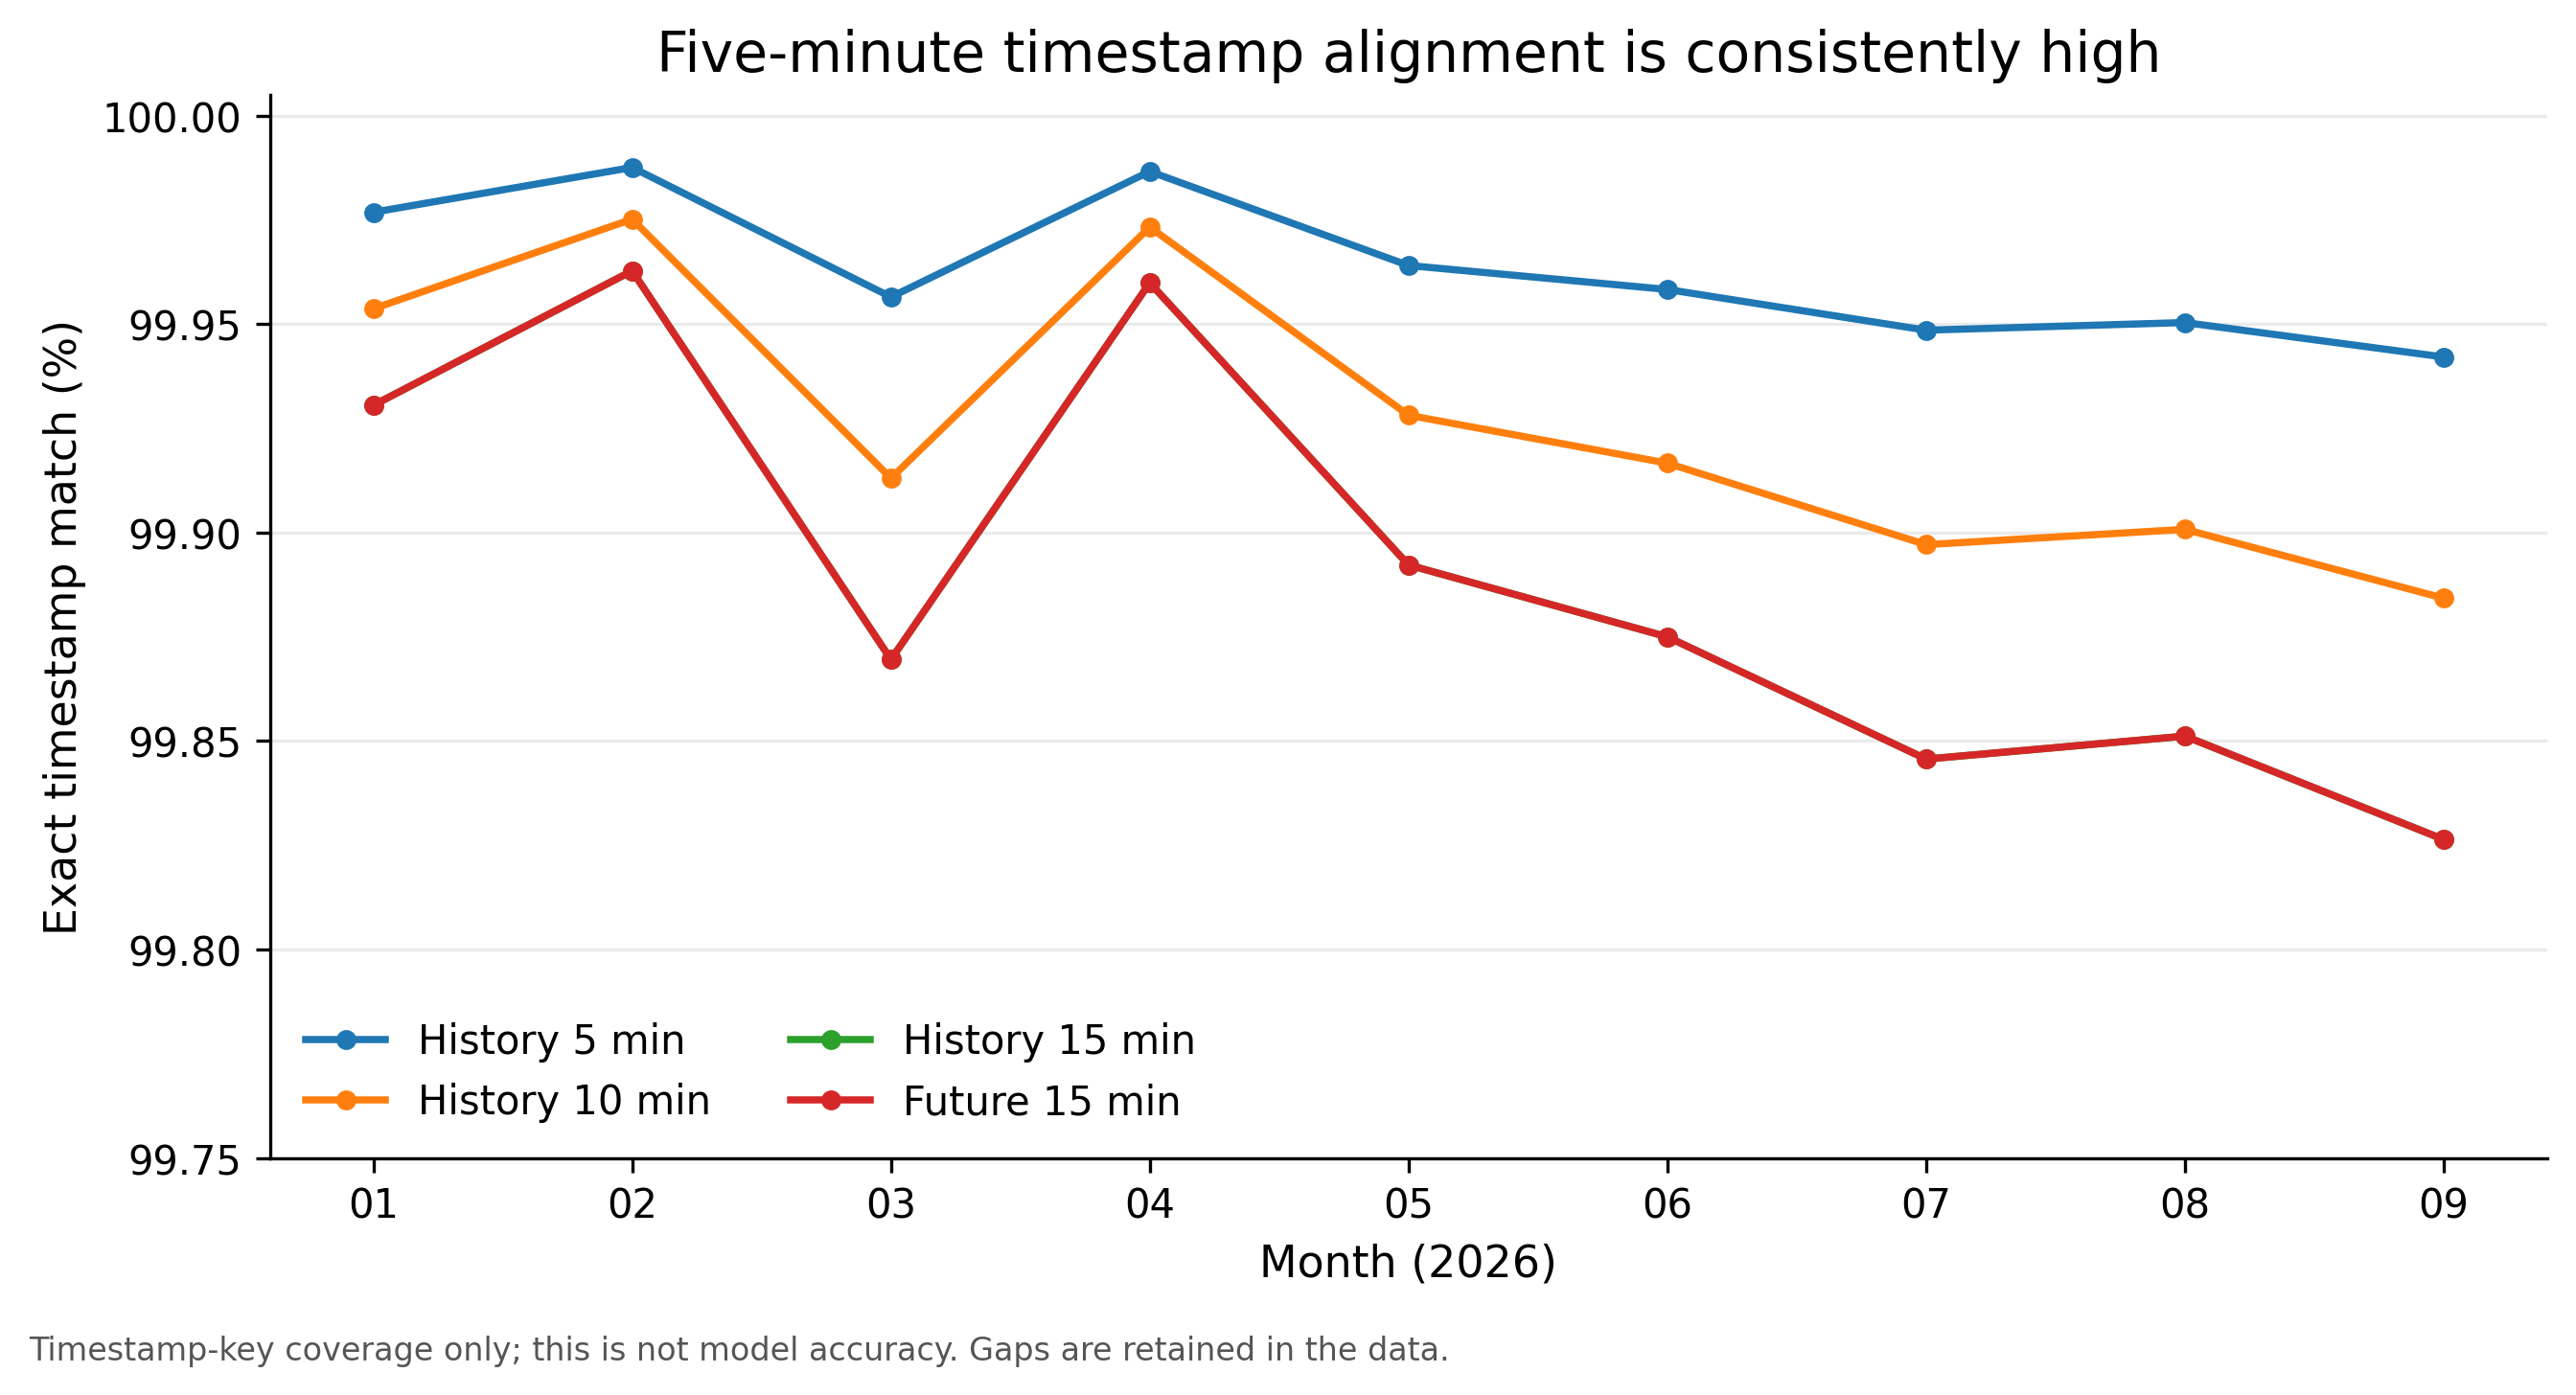 Five-minute timestamp alignment is consistently high
Exact timestamp match (%)
100.00
99.95
99.90
99.85
99.80
99.75
History 5 min
History 10 min
History 15 min
Future 15 min
01 02 03 04 05 06 07 08 09
Month (2026)
Timestamp-key coverage only; this is not model accuracy. Gaps are retained in the data.